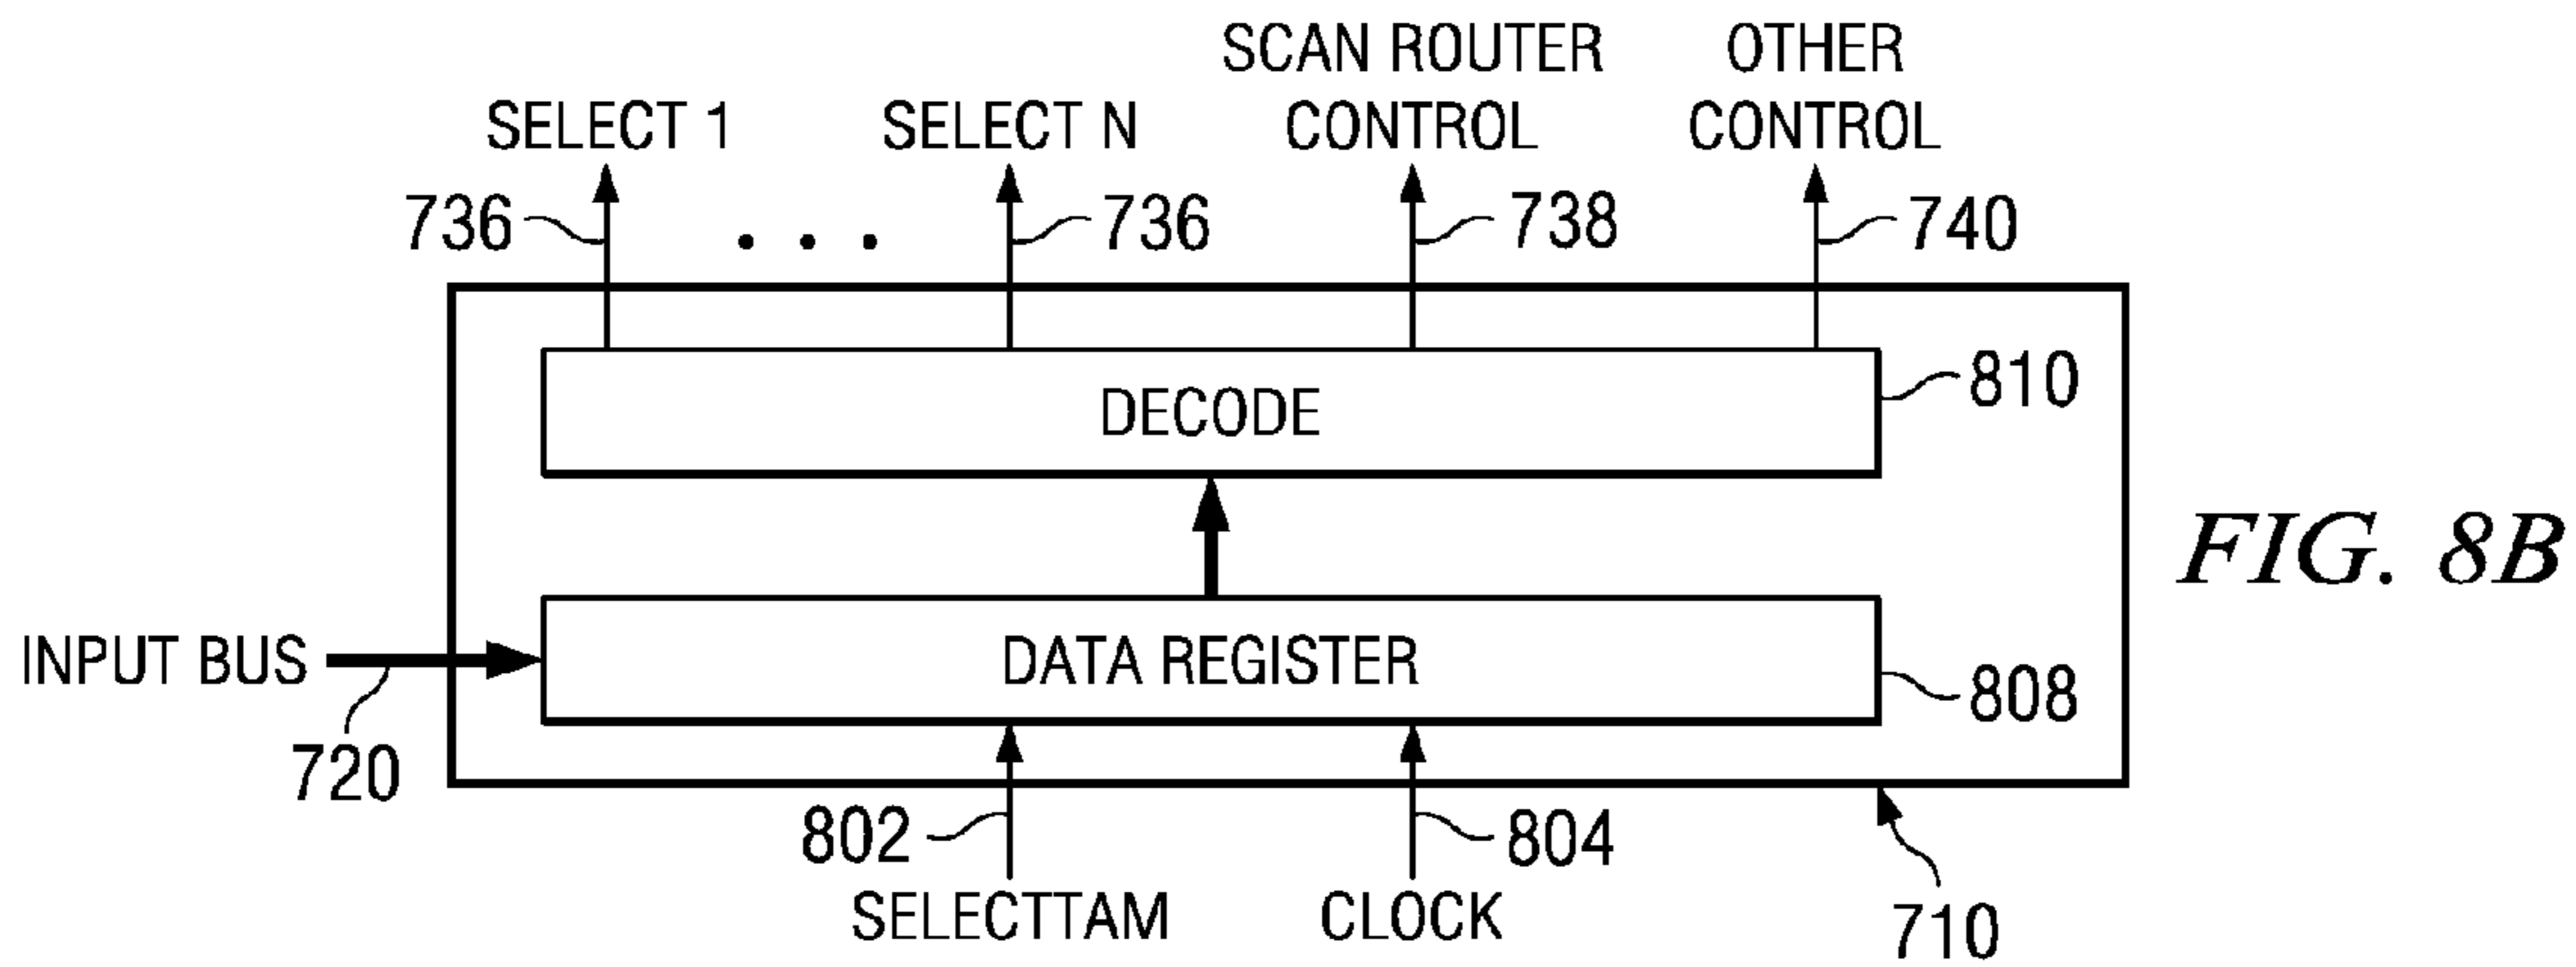 SCAN ROUTER OTHER
SELECT 1 SELECT N CONTROL CONTROL
736 . . . 736 738 740
DECODE 810
FIG. 8B
INPUT BUS DATA REGISTER 808
720
802 804
SELECTTAM CLOCK 710